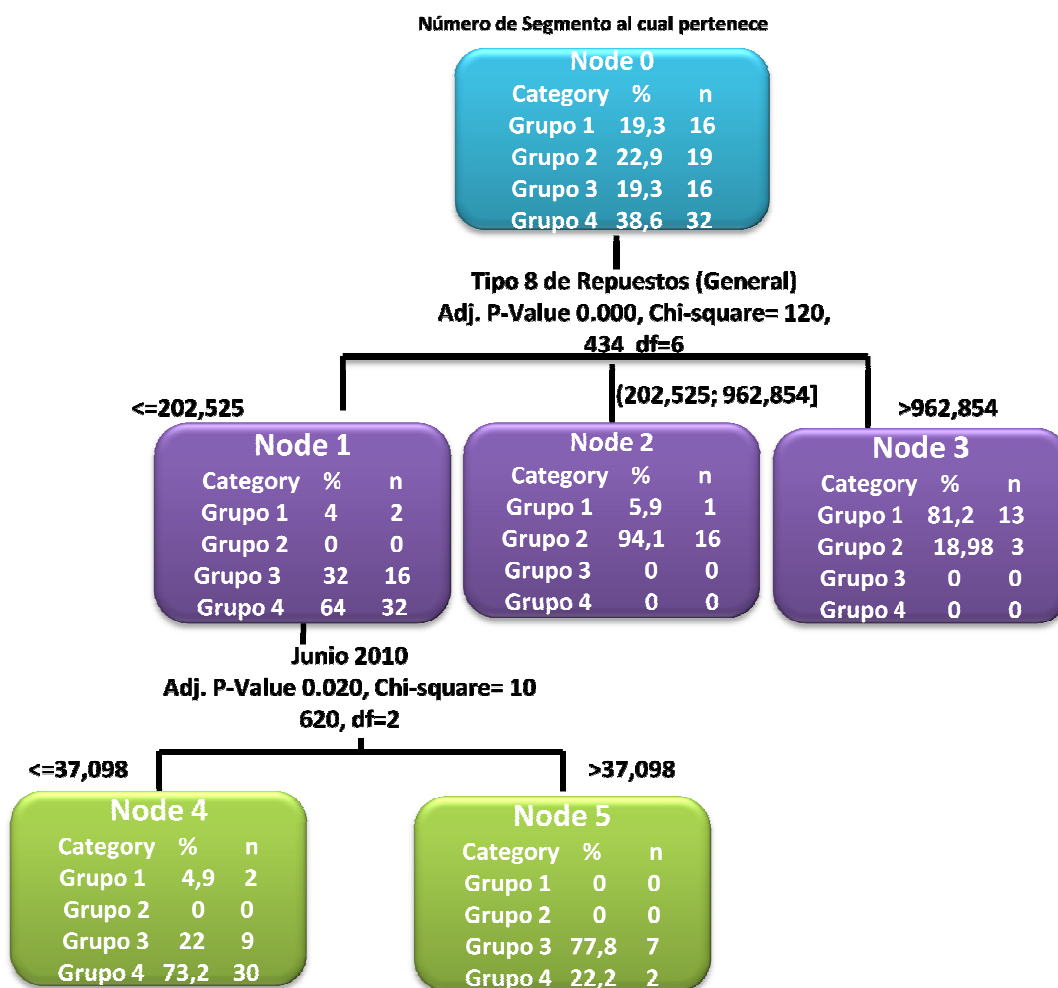 Número de Segmento al cual pertenece
Node 0
Category % n
Grupo 1 19,3 16
Grupo 2 22,9 19
Grupo 3 19,3 16
Grupo 4 38,6 32
Tipo 8 de Repuestos (General)
Adj. P-Value 0.000, Chi-square= 120,
434 df=6
<=202,525
(202,525; 962,854]
>962,854
Node 1
Category % n
Grupo 1 4 2
Grupo 2 0 0
Grupo 3 32 16
Grupo 4 64 32
Node 2
Category % n
Grupo 1 5,9 1
Grupo 2 94,1 16
Grupo 3 0 0
Grupo 4 0 0
Node 3
Category % n
Grupo 1 81,2 13
Grupo 2 18,98 3
Grupo 3 0 0
Grupo 4 0 0
Junio 2010
Adj. P-Value 0.020, Chi-square= 10
620, df=2
<=37,098
>37,098
Node 4
Category % n
Grupo 1 4,9 2
Grupo 2 0 0
Grupo 3 22 9
Grupo 4 73,2 30
Node 5
Category % n
Grupo 1 0 0
Grupo 2 0 0
Grupo 3 77,8 7
Grupo 4 22,2 2